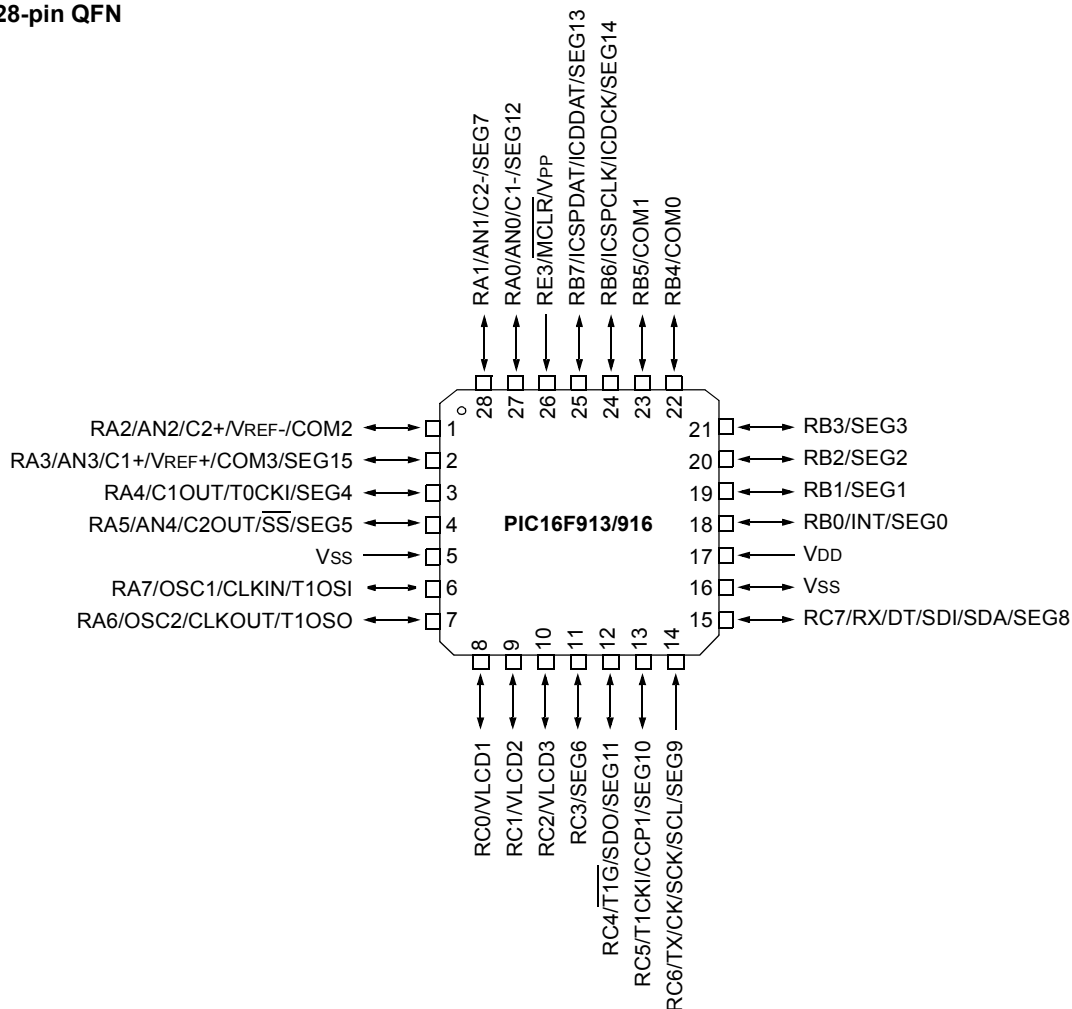 28-pin QFN
RA1/AN1/C2-/SEG7
RA0/AN0/C1-/SEG12
RE3/MCLR/VPP
RB7/ICSPDAT/ICDDAT/SEG13
RB6/ICSPCLK/ICDCK/SEG14
RB5/COM1
RB4/COM0
28
27
26
25
24
23
22
RA2/AN2/C2+/VREF-/COM2
1
RA3/AN3/C1+/VREF+/COM3/SEG15
2
RA4/C1OUT/T0CKI/SEG4
3
RA5/AN4/C2OUT/SS/SEG5
4
VSS
5
RA7/OSC1/CLKIN/T1OSI
6
RA6/OSC2/CLKOUT/T1OSO
7
PIC16F913/916
21
RB3/SEG3
20
RB2/SEG2
19
RB1/SEG1
18
RB0/INT/SEG0
17
VDD
16
VSS
15
RC7/RX/DT/SDI/SDA/SEG8
8
9
10
11
12
13
14
RC0/VLCD1
RC1/VLCD2
RC2/VLCD3
RC3/SEG6
RC4/T1G/SDO/SEG11
RC5/T1CKI/CCP1/SEG10
RC6/TX/CK/SCK/SCL/SEG9